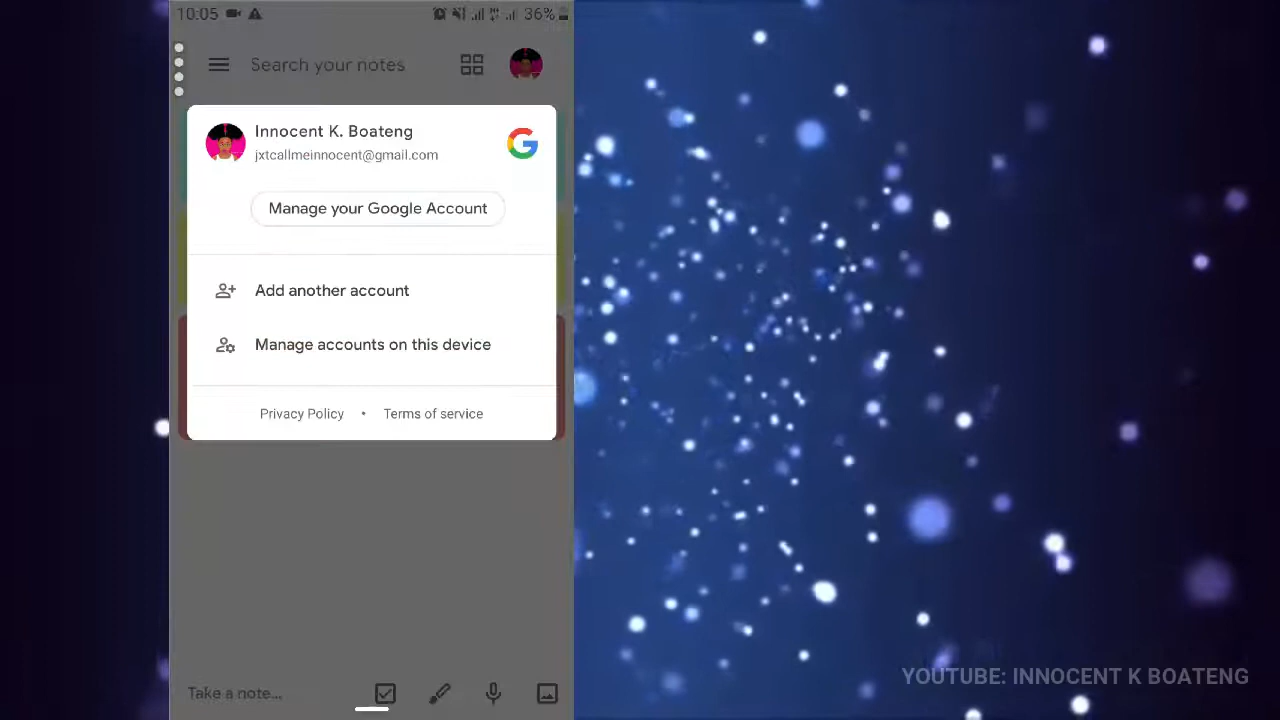 10:05
36%
Search your notes
Innocent K. Boateng
jxtcallmeinnocent@gmail.com
Manage your Google Account
Add another account
Manage accounts on this device
Privacy Policy • Terms of service
Take a note...
YOUTUBE: INNOCENT K BOATENG